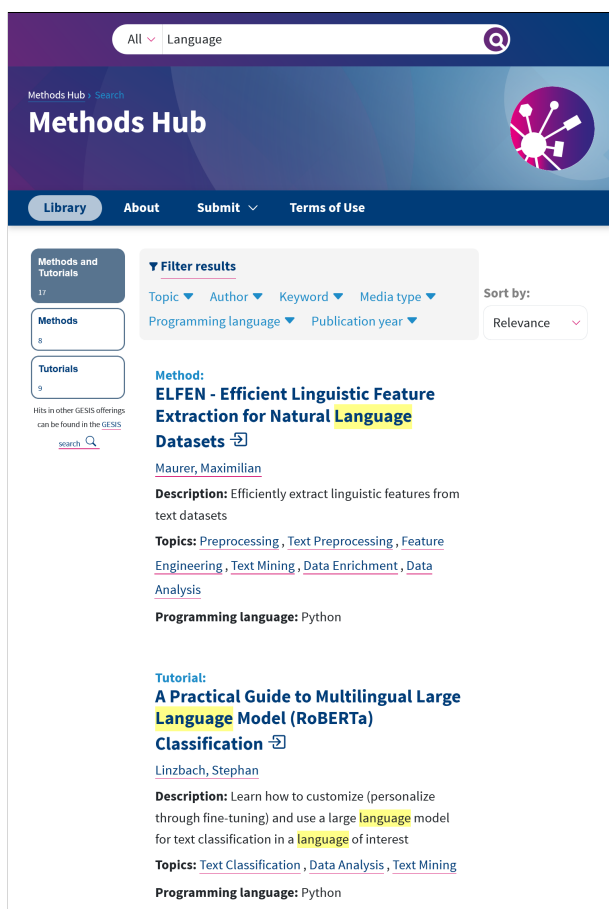 All Language
Methods Hub › Search
Methods Hub
Library About Submit Terms of Use
Methods and
Tutorials
17
Methods
8
Tutorials
9
Hits in other GESIS offerings
can be found in the GESIS
search
Filter results
Topic Author Keyword Media type
Programming language Publication year
Sort by:
Relevance
Method:
ELFEN - Efficient Linguistic Feature
Extraction for Natural Language
Datasets
Maurer, Maximilian
Description: Efficiently extract linguistic features from
text datasets
Topics: Preprocessing , Text Preprocessing , Feature
Engineering , Text Mining , Data Enrichment , Data
Analysis
Programming language: Python
Tutorial:
A Practical Guide to Multilingual Large
Language Model (RoBERTa)
Classification
Linzbach, Stephan
Description: Learn how to customize (personalize
through fine-tuning) and use a large language model
for text classification in a language of interest
Topics: Text Classification , Data Analysis , Text Mining
Programming language: Python